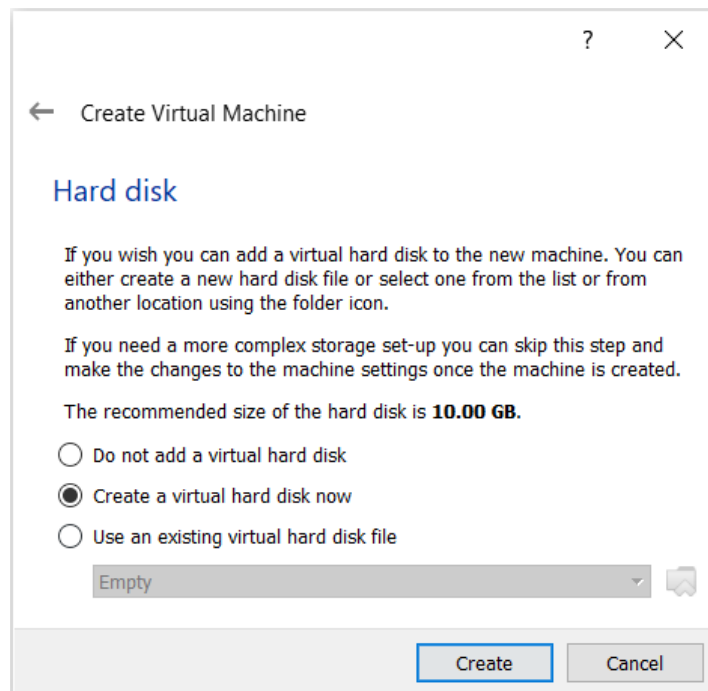 ?
Create Virtual Machine
Hard disk
If you wish you can add a virtual hard disk to the new machine. You can
either create a new hard disk file or select one from the list or from
another location using the folder icon.
If you need a more complex storage set-up you can skip this step and
make the changes to the machine settings once the machine is created.
The recommended size of the hard disk is 10.00 GB.
Do not add a virtual hard disk
Create a virtual hard disk now
Use an existing virtual hard disk file
Empty
Create Cancel